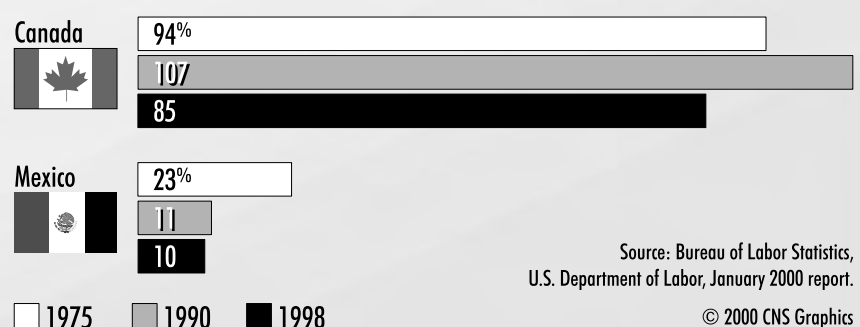 Canada
94%
107
85
Mexico
23%
11
10
Source: Bureau of Labor Statistics,
U.S. Department of Labor, January 2000 report.
1975 1990 1998
© 2000 CNS Graphics